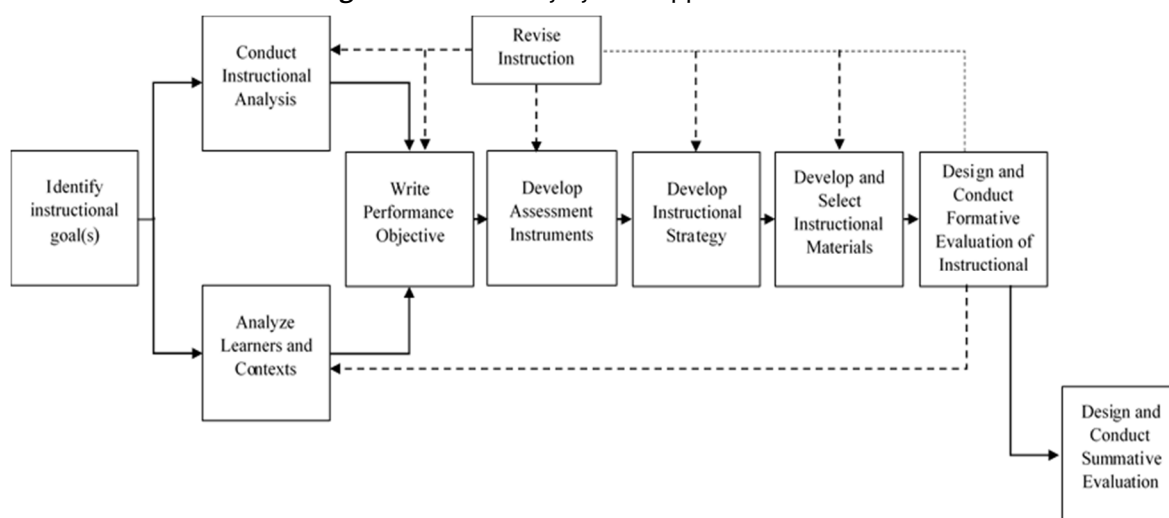 Revise
Instruction
Conduct
Instructional
Analysis
Identify
instructional
goal(s)
Write
Performance
Objective
Develop
Assessment
Instruments
Develop
Instructional
Strategy
Develop and
Select
Instructional
Materials
Design and
Conduct
Formative
Evaluation of
Instructional
Analyze
Learners and
Contexts
Design and
Conduct
Summative
Evaluation